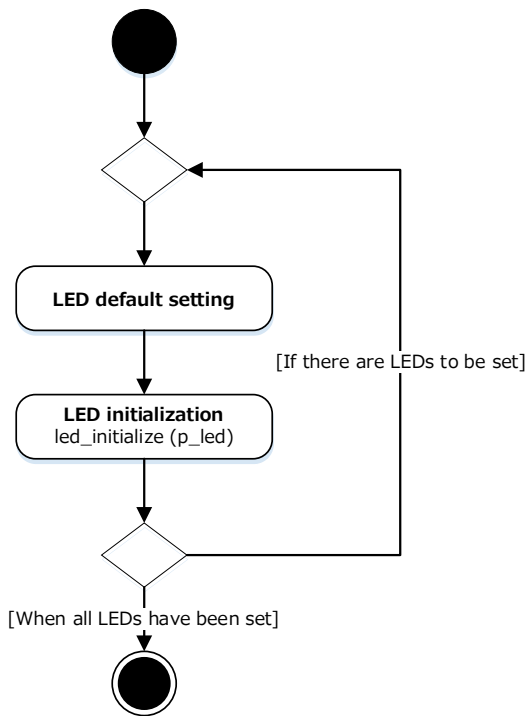 LED default setting
[If there are LEDs to be set]
LED initialization
led_initialize (p_led)
[When all LEDs have been set]